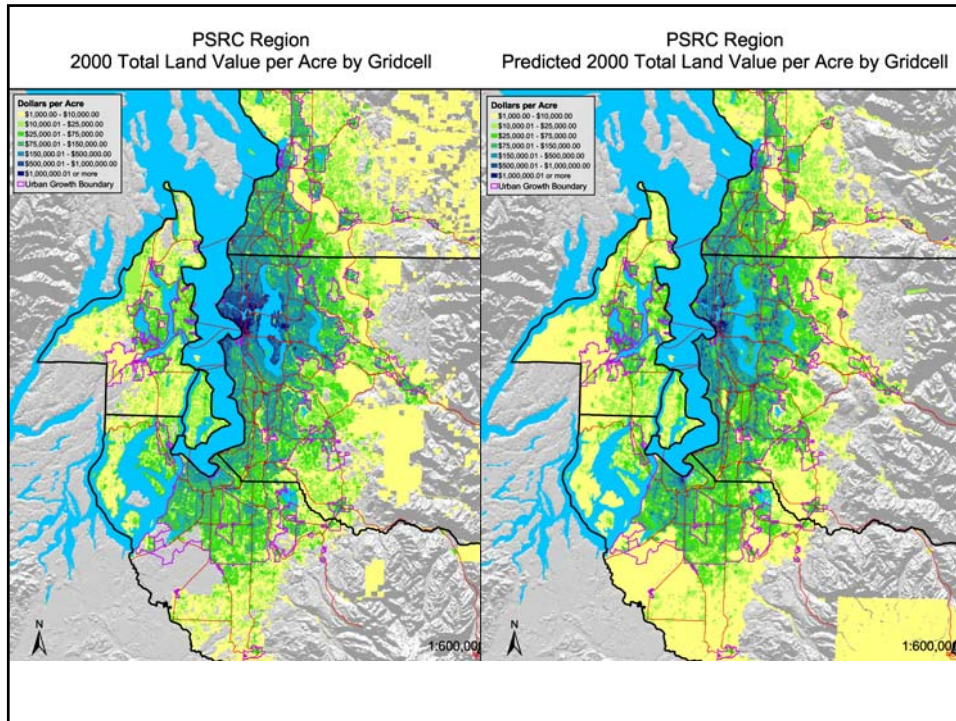 PSRC Region
2000 Total Land Value per Acre by Gridcell
Dollars per Acre
$1,000.00 - $10,000.00
$10,000.01 - $25,000.00
$25,000.01 - $75,000.00
$75,000.01 - $150,000.00
$150,000.01 - $500,000.00
$500,000.01 - $1,000,000.00
$1,000,000.01 or more
Urban Growth Boundary
N
1:600,00
PSRC Region
Predicted 2000 Total Land Value per Acre by Gridcell
Dollars per Acre
$1,000.00 - $10,000.00
$10,000.01 - $25,000.00
$25,000.01 - $75,000.00
$75,000.01 - $150,000.00
$150,000.01 - $500,000.00
$500,000.01 - $1,000,000.00
$1,000,000.01 or more
Urban Growth Boundary
N
1:600,00